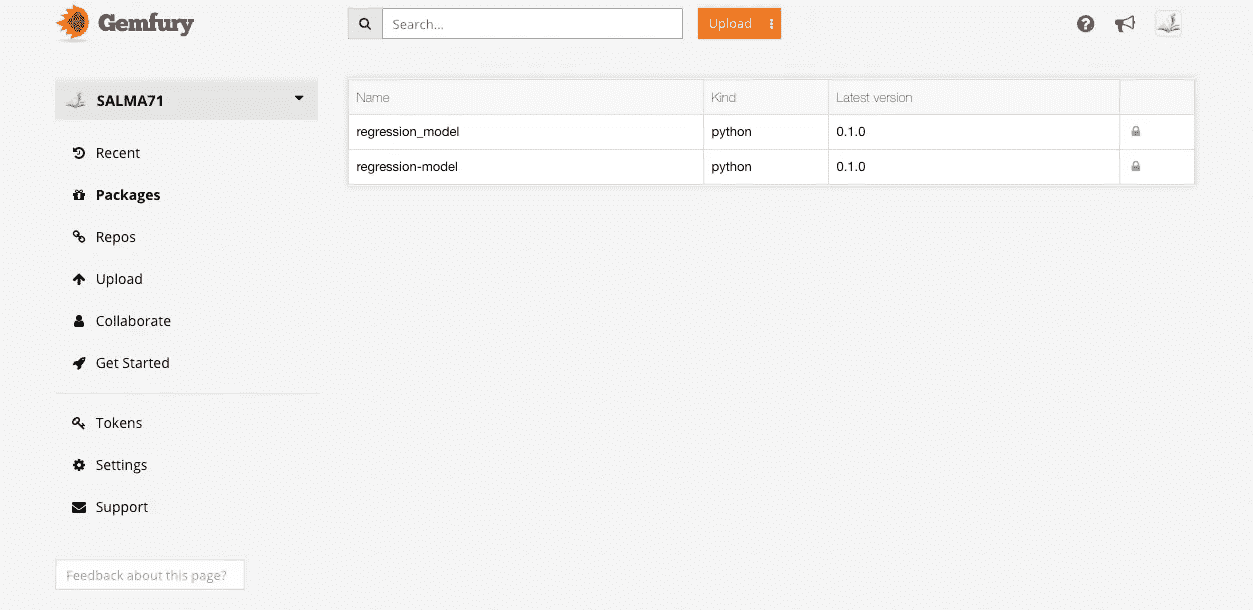 Gemfury
Search...
Upload
SALMA71
Recent
Packages
Repos
Upload
Collaborate
Get Started
Tokens
Settings
Support
Feedback about this page?
Name Kind Latest version
regression_model python 0.1.0
regression-model python 0.1.0